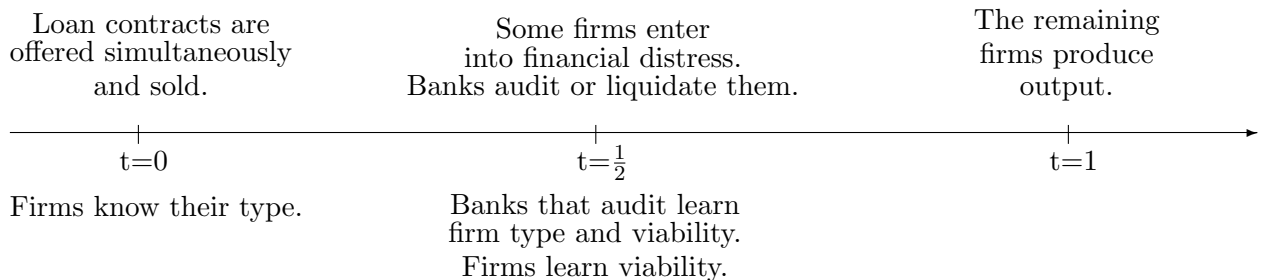 Loan contracts are
offered simultaneously
and sold.
Some firms enter
into financial distress.
Banks audit or liquidate them.
The remaining
firms produce
output.
t=0
t=½
t=1
Firms know their type.
Banks that audit learn
firm type and viability.
Firms learn viability.